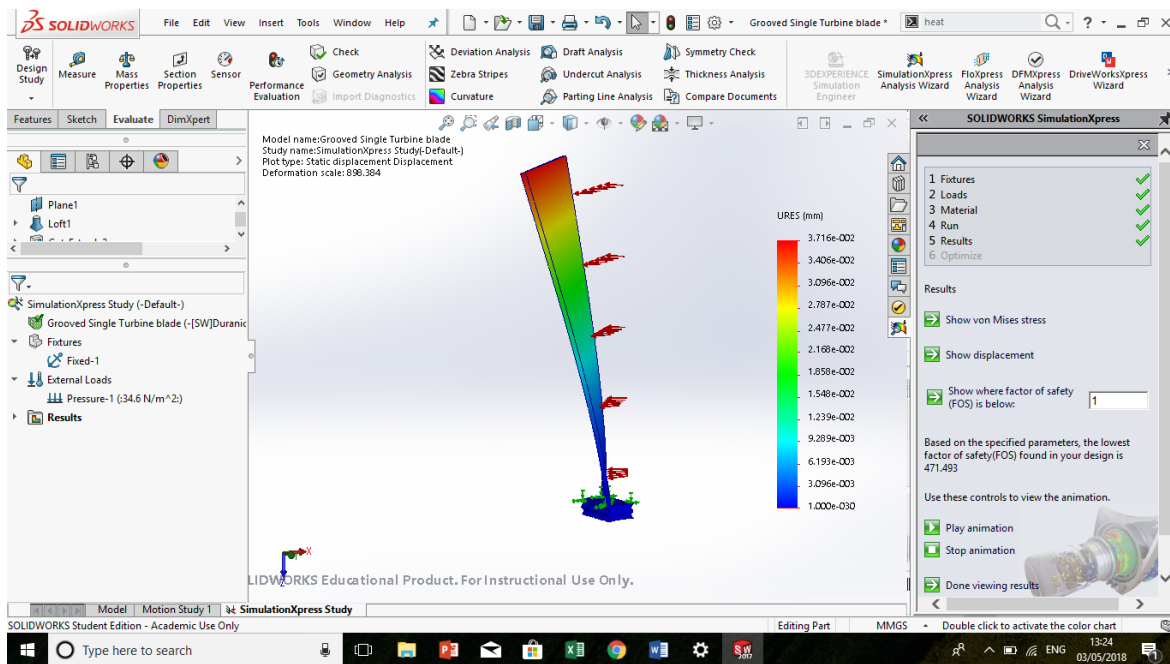 SOLIDWORKS File Edit View Insert Tools Window Help Grooved Single Turbine blade * heat ?
Design Study
Measure
Mass Properties
Section Properties
Sensor
Performance Evaluation
Check
Geometry Analysis
Import Diagnostics
Deviation Analysis
Zebra Stripes
Curvature
Draft Analysis
Undercut Analysis
Parting Line Analysis
Symmetry Check
Thickness Analysis
Compare Documents
3DEXPERIENCE Simulation Engineer
SimulationXpress Analysis Wizard
FloXpress Analysis Wizard
DFMXpress Analysis Wizard
DriveWorksXpress Wizard
Features Sketch Evaluate DimXpert
Plane1
Loft1
SimulationXpress Study (-Default-)
Grooved Single Turbine blade (-[SW]Duranic
Fixtures
Fixed-1
External Loads
Pressure-1 (:34.6 N/m^2:)
Results
Model name:Grooved Single Turbine blade
Study name:SimulationXpress Study(-Default-)
Plot type: Static displacement Displacement
Deformation scale: 898.384
URES (mm)
3.716e-002
3.406e-002
3.096e-002
2.787e-002
2.477e-002
2.168e-002
1.858e-002
1.548e-002
1.239e-002
9.289e-003
6.193e-003
3.096e-003
1.000e-030
X
Z
LIDWORKS Educational Product. For Instructional Use Only.
SOLIDWORKS SimulationXpress
1 Fixtures
2 Loads
3 Material
4 Run
5 Results
6 Optimize
Results
Show von Mises stress
Show displacement
Show where factor of safety
(FOS) is below: 1
Based on the specified parameters, the lowest
factor of safety(FOS) found in your design is
471.493
Use these controls to view the animation.
Play animation
Stop animation
Done viewing results
Model Motion Study 1 SimulationXpress Study
SOLIDWORKS Student Edition - Academic Use Only Editing Part MMGS Double click to activate the color chart
Type here to search ENG 13:24
03/05/2018